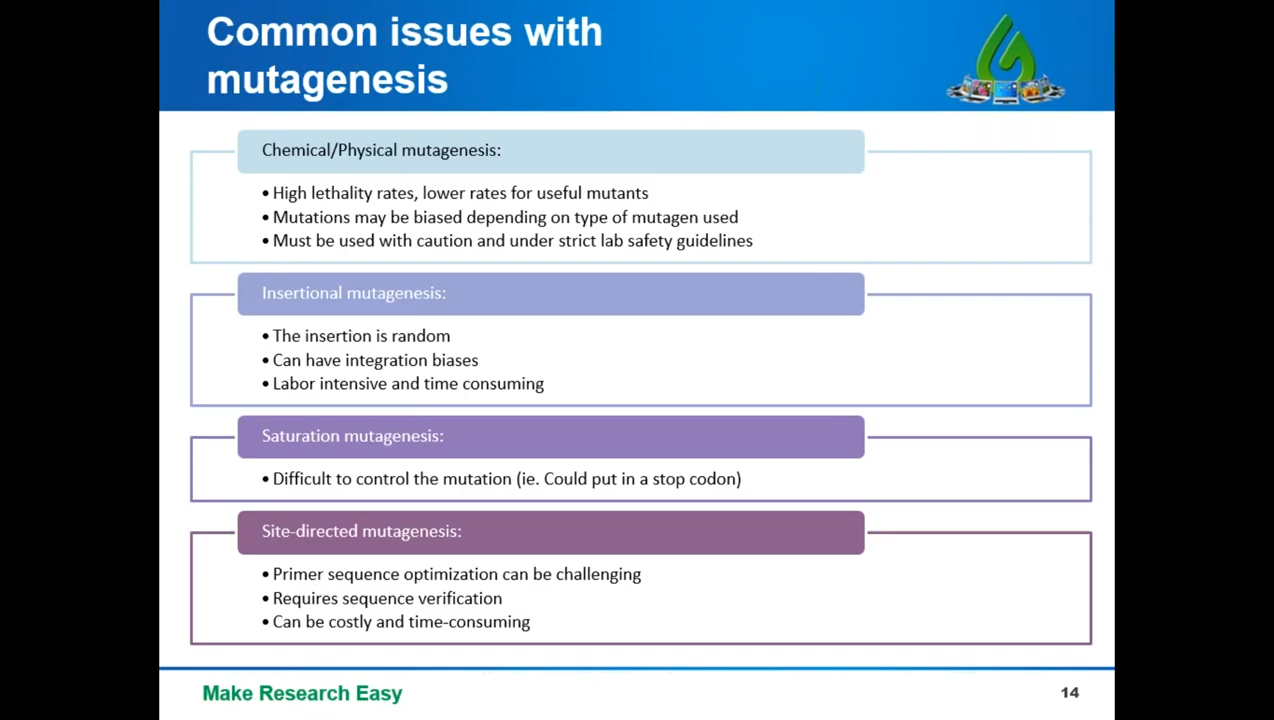 Common issues with
mutagenesis
Chemical/Physical mutagenesis:
• High lethality rates, lower rates for useful mutants
• Mutations may be biased depending on type of mutagen used
• Must be used with caution and under strict lab safety guidelines
Insertional mutagenesis:
• The insertion is random
• Can have integration biases
• Labor intensive and time consuming
Saturation mutagenesis:
• Difficult to control the mutation (ie. Could put in a stop codon)
Site-directed mutagenesis:
• Primer sequence optimization can be challenging
• Requires sequence verification
• Can be costly and time-consuming
Make Research Easy
14